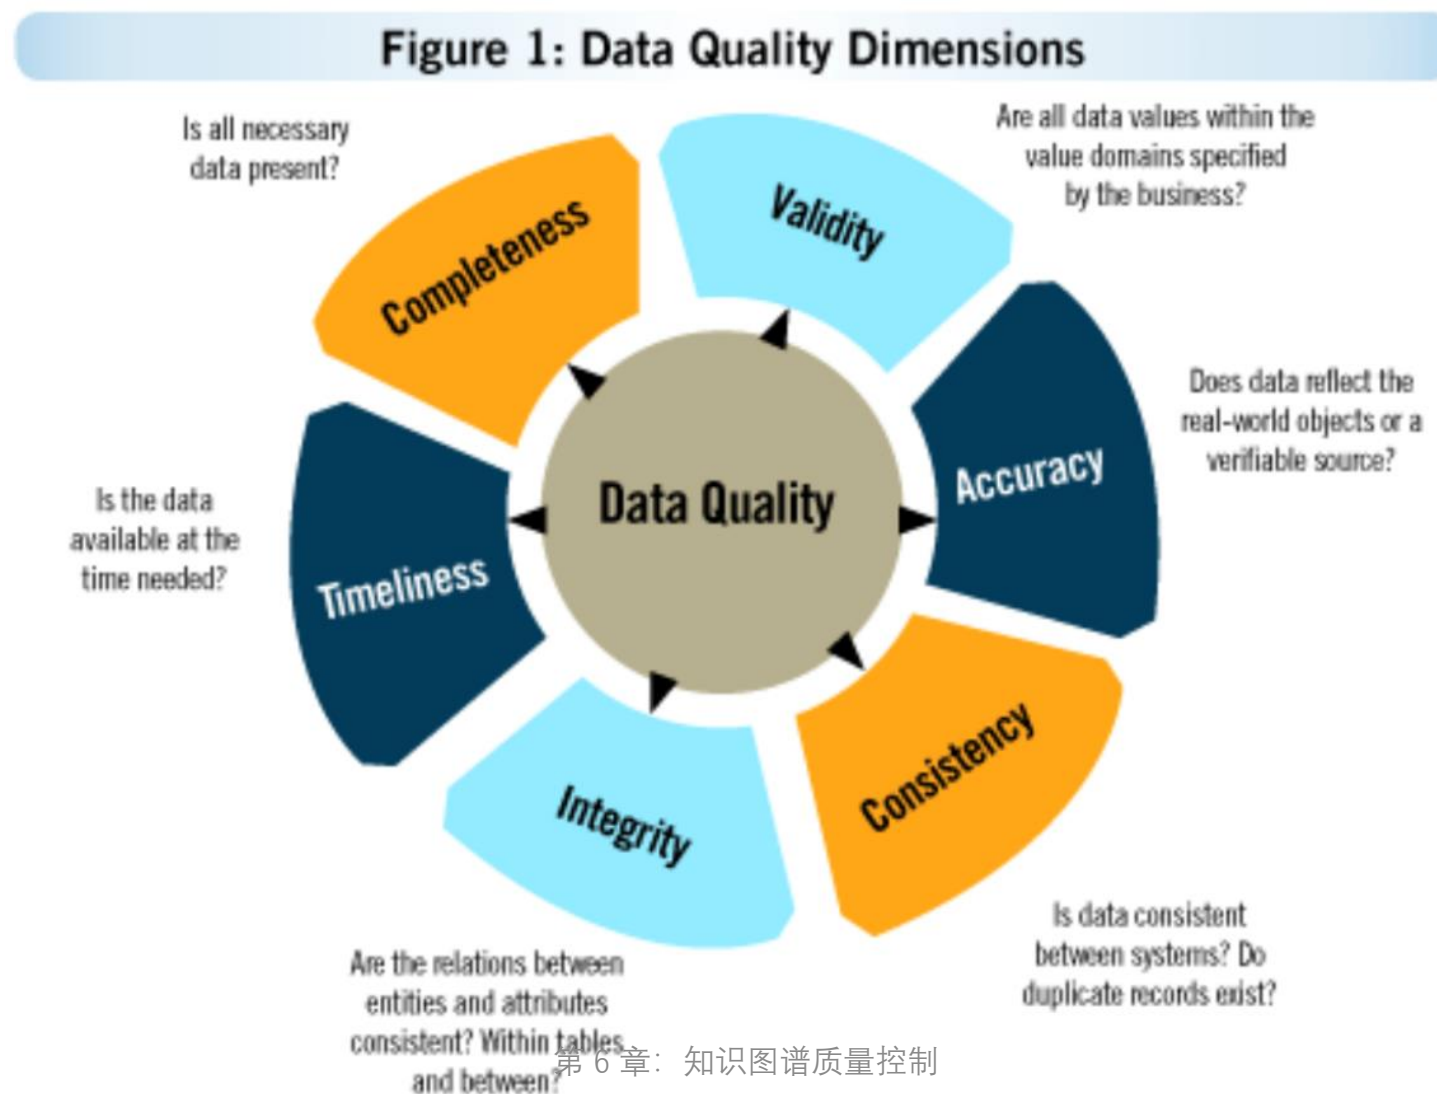 Figure 1: Data Quality Dimensions
Is all necessary
data present?
Completeness
Validity
Are all data values within the
value domains specified
by the business?
Accuracy
Does data reflect the
real-world objects or a
verifiable source?
Data Quality
Is the data
available at the
time needed?
Timeliness
Integrity
Are the relations between
entities and attributes
consistent? Within tables
and between?
Consistency
Is data consistent
between systems? Do
duplicate records exist?
第 6 章：知识图谱质量控制